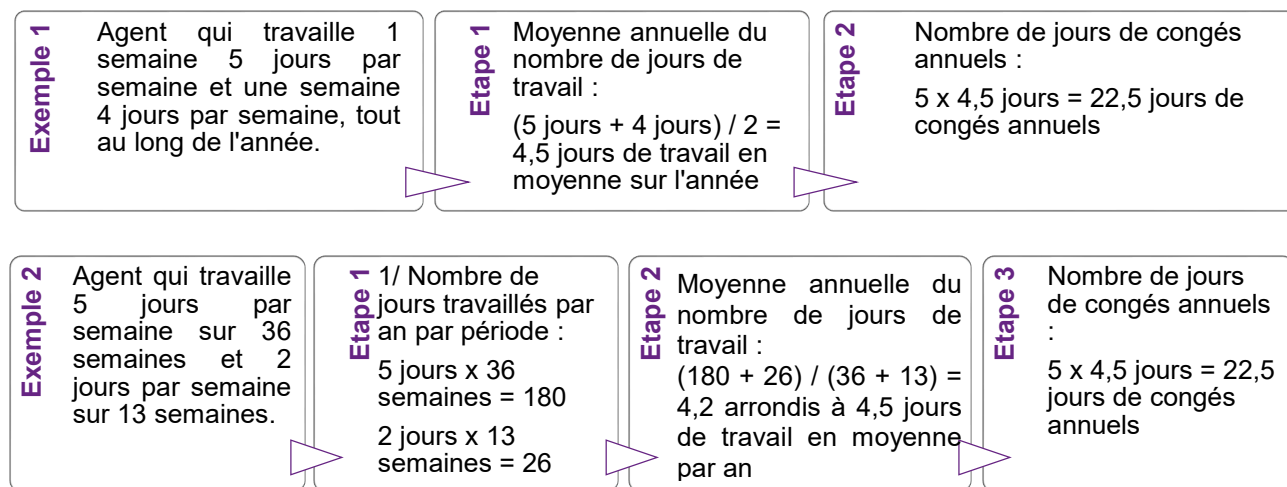 Exemple 1
Agent qui travaille 1
semaine 5 jours par
semaine et une semaine
4 jours par semaine, tout
au long de l'année.
Etape 1
Moyenne annuelle du
nombre de jours de
travail :
(5 jours + 4 jours) / 2 =
4,5 jours de travail en
moyenne sur l'année
Etape 2
Nombre de jours de congés
annuels :
5 x 4,5 jours = 22,5 jours de
congés annuels
Exemple 2
Agent qui travaille
5 jours par
semaine sur 36
semaines et 2
jours par semaine
sur 13 semaines.
Etape 1
1/ Nombre de
jours travaillés par
an par période :
5 jours x 36
semaines = 180
2 jours x 13
semaines = 26
Etape 2
Moyenne annuelle du
nombre de jours de
travail :
(180 + 26) / (36 + 13) =
4,2 arrondis à 4,5 jours
de travail en moyenne
par an
Etape 3
Nombre de jours
de congés annuels
:
5 x 4,5 jours = 22,5
jours de congés
annuels